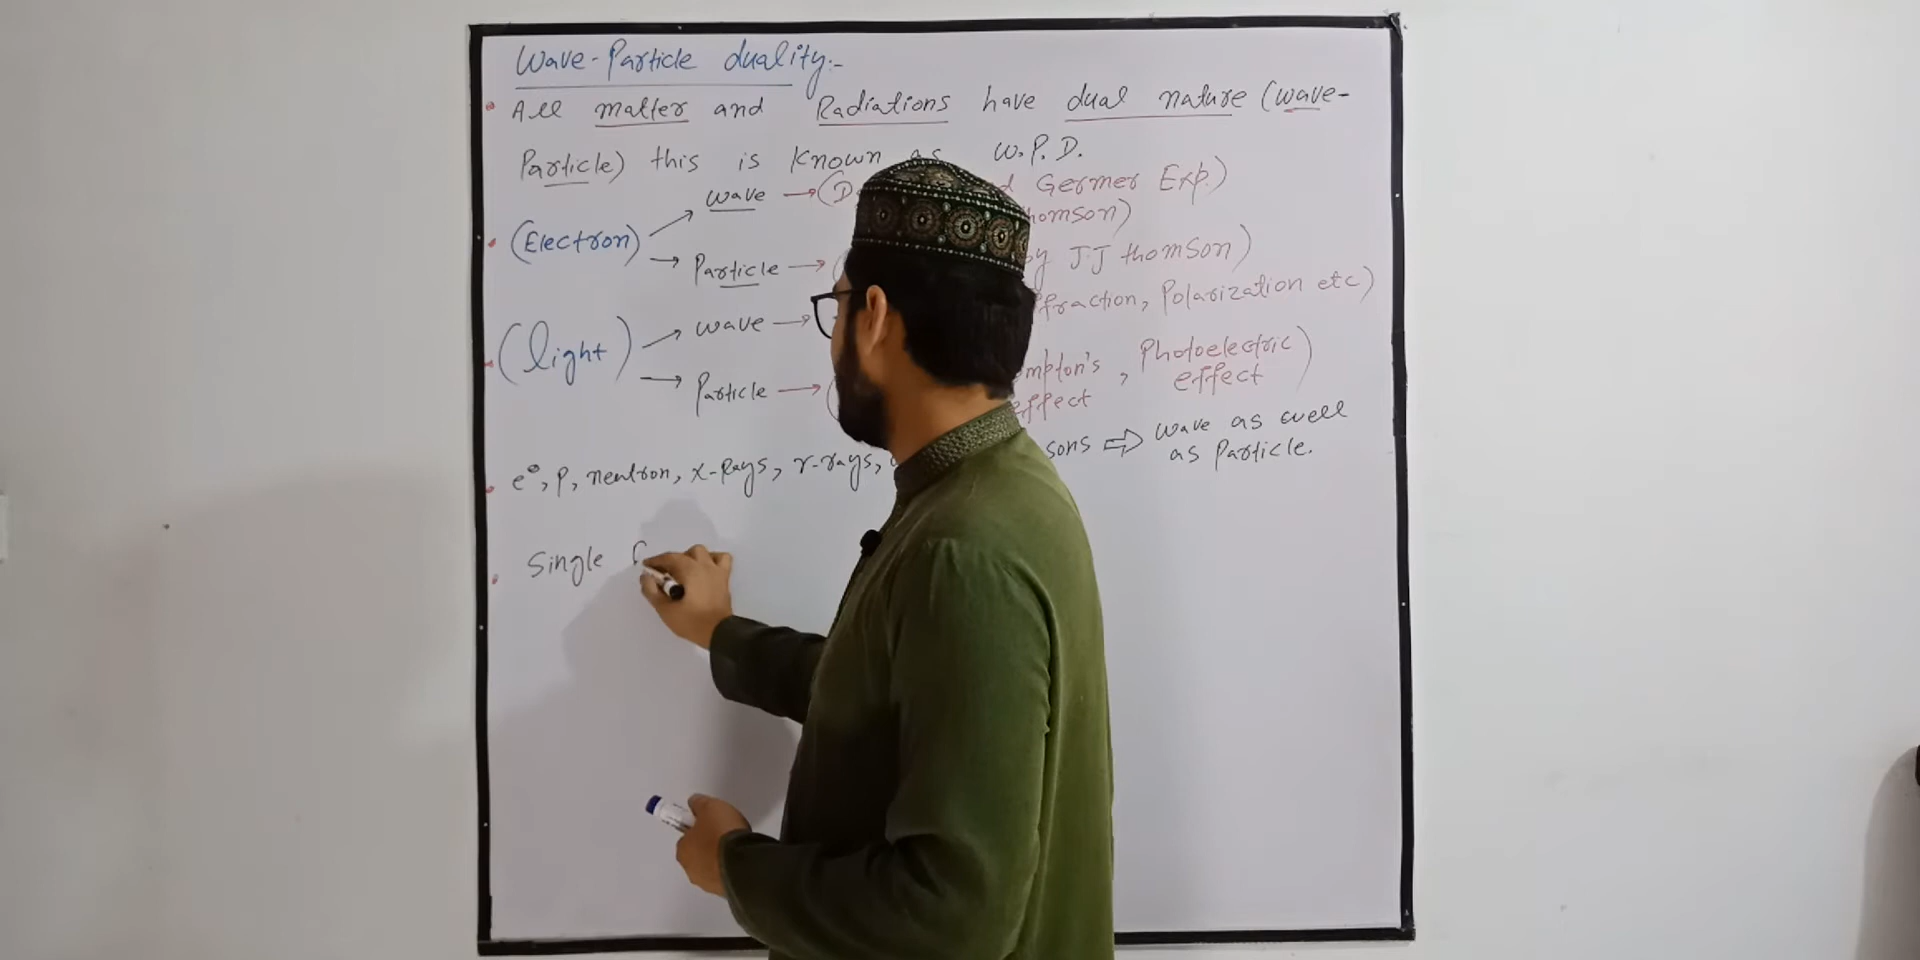 Wave-Particle duality:-
All matter and Radiations have dual nature (wave-
Particle) this is known as W.P.D.
wave → (D Germer Exp.)
homson)
(Electron)
Particle → ( by J.J thomson)
(light)
wave → ffraction, Polarization etc)
Particle → ( mpton's effect, Photoelectric effect)
e°, P, neutron, x-rays, γ-rays, sons ⇒ wave as well as Particle.
Single